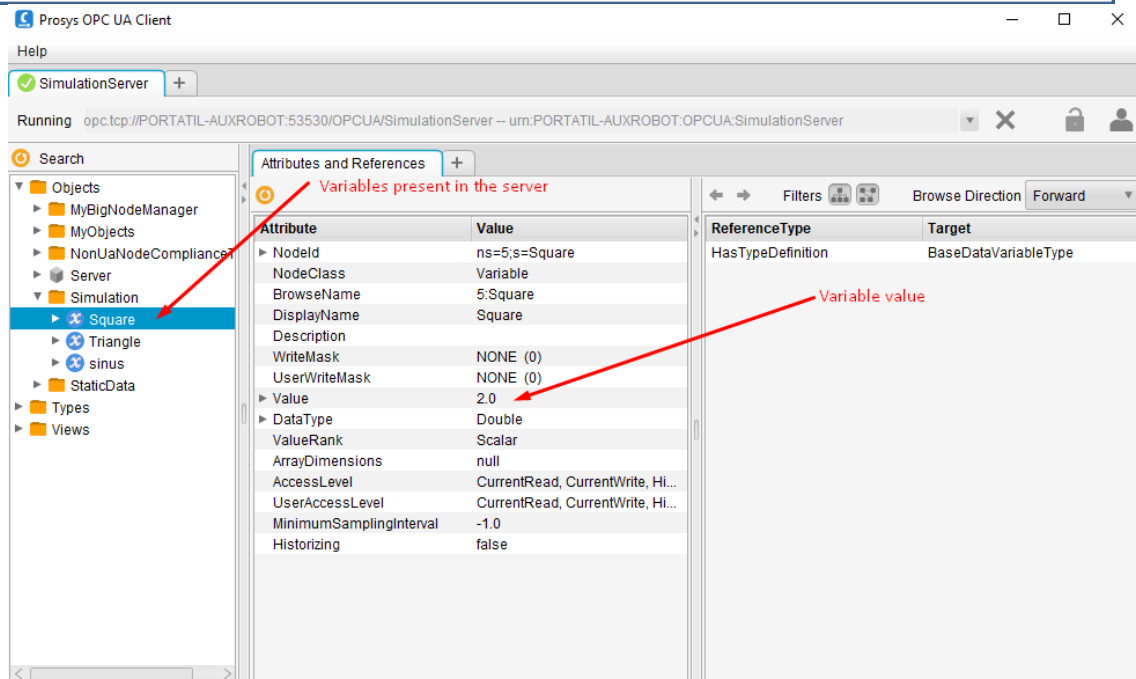 Prosys OPC UA Client
Help
SimulationServer +
Running opc.tcp://PORTATIL-AUXROBOT:53530/OPCUA/SimulationServer -- urn:PORTATIL-AUXROBOT:OPCUA:SimulationServer
Search
Objects
MyBigNodeManager
MyObjects
NonUaNodeComplianceT
Server
Simulation
Square
Triangle
sinus
StaticData
Types
Views
Attributes and References +
Variables present in the server
Attribute Value
NodeId ns=5;s=Square
NodeClass Variable
BrowseName 5:Square
DisplayName Square
Description
WriteMask NONE (0)
UserWriteMask NONE (0)
Value 2.0
DataType Double
ValueRank Scalar
ArrayDimensions null
AccessLevel CurrentRead, CurrentWrite, Hi...
UserAccessLevel CurrentRead, CurrentWrite, Hi...
MinimumSamplingInterval -1.0
Historizing false
Filters Browse Direction Forward
ReferenceType Target
HasTypeDefinition BaseDataVariableType
Variable value